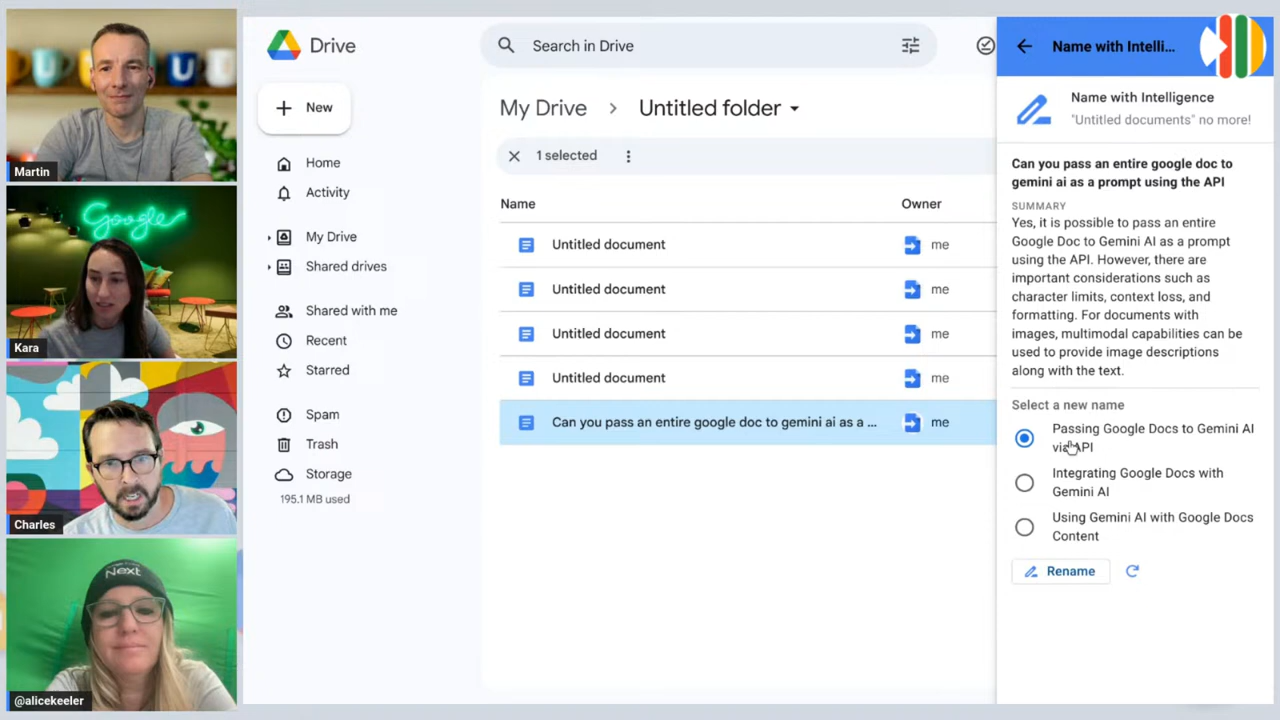 Martin
Google
Kara
Charles
Next
@alicekeeler
Drive
New
Home
Activity
My Drive
Shared drives
Shared with me
Recent
Starred
Spam
Trash
Storage
195.1 MB used
Search in Drive
My Drive > Untitled folder
1 selected
Name Owner
Untitled document me
Untitled document me
Untitled document me
Untitled document me
Can you pass an entire google doc to gemini ai as a ... me
Name with Intelli...
Name with Intelligence
"Untitled documents" no more!
Can you pass an entire google doc to
gemini ai as a prompt using the API
SUMMARY
Yes, it is possible to pass an entire
Google Doc to Gemini AI as a prompt
using the API. However, there are
important considerations such as
character limits, context loss, and
formatting. For documents with
images, multimodal capabilities can be
used to provide image descriptions
along with the text.
Select a new name
Passing Google Docs to Gemini AI
via API
Integrating Google Docs with
Gemini AI
Using Gemini AI with Google Docs
Content
Rename